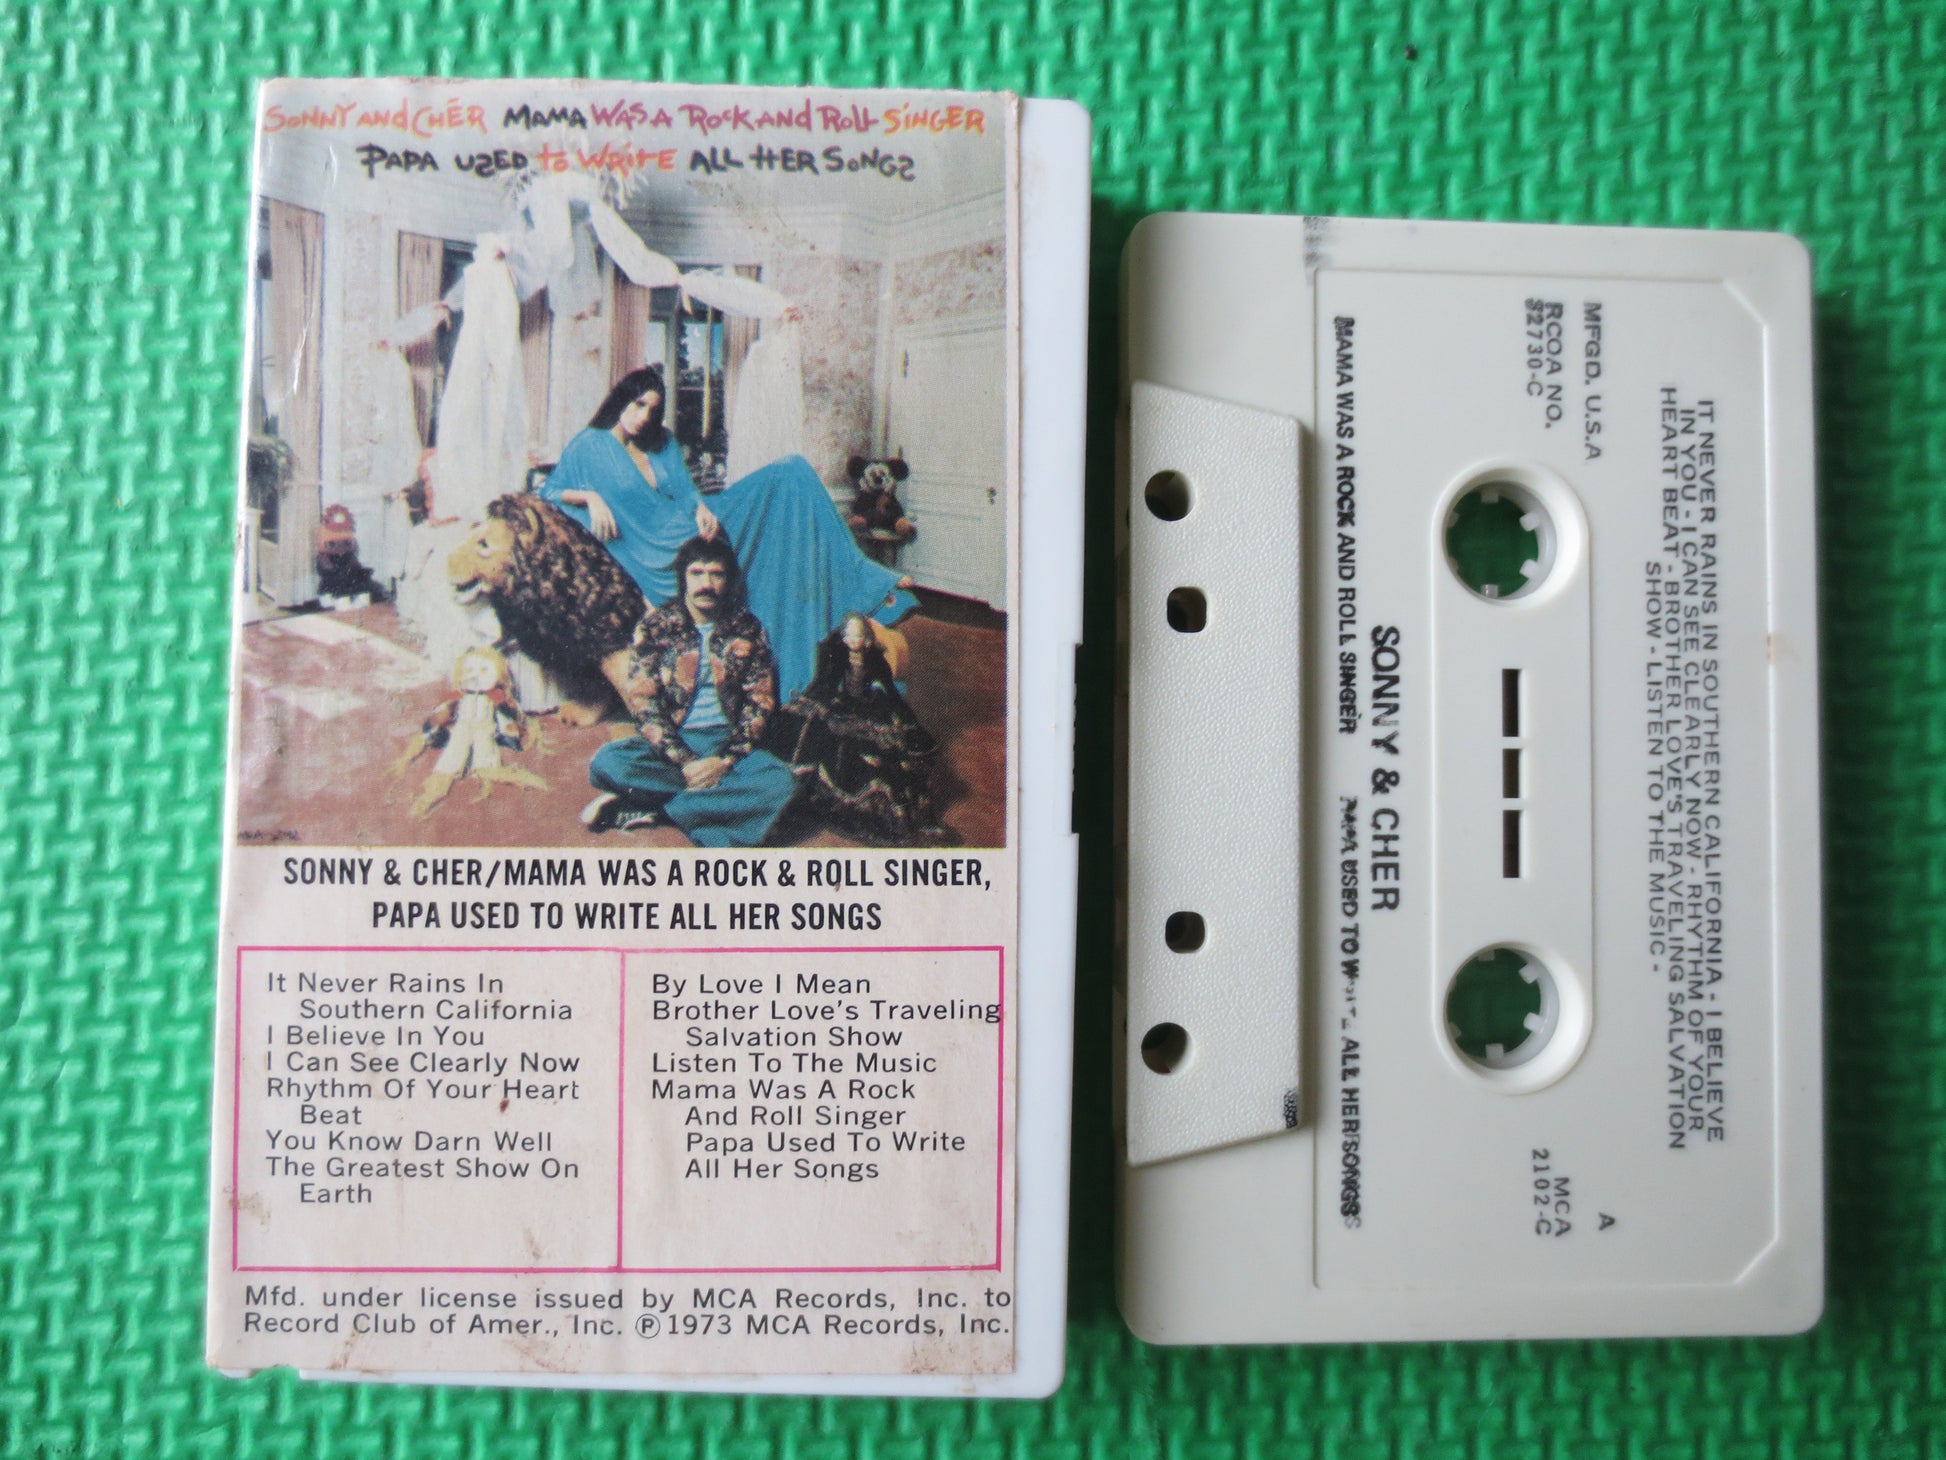 SONNY AND CHÉR MAMA WAS A ROCK AND ROLL SINGER
PAPA USED to WRITE ALL HER SONGS
SONNY & CHER/MAMA WAS A ROCK & ROLL SINGER,
PAPA USED TO WRITE ALL HER SONGS
It Never Rains In
Southern California
I Believe In You
I Can See Clearly Now
Rhythm Of Your Heart
Beat
You Know Darn Well
The Greatest Show On
Earth
By Love I Mean
Brother Love's Traveling
Salvation Show
Listen To The Music
Mama Was A Rock
And Roll Singer
Papa Used To Write
All Her Songs
Mfd. under license issued by MCA Records, Inc. to
Record Club of Amer., Inc. Ⓟ1973 MCA Records, Inc.
IT NEVER RAINS IN SOUTHERN CALIFORNIA - I BELIEVE
IN YOU - I CAN SEE CLEARLY NOW - RHYTHM OF YOUR
HEART BEAT - BROTHER LOVE'S TRAVELING SALVATION
SHOW - LISTEN TO THE MUSIC -
MFGD. U.S.A
RCOA NO.
S2730-C
A
MCA
2102-C
SONNY & CHER
MAMA WAS A ROCK AND ROLL SINGER PAPA USED TO WRITE ALL HER SONGS